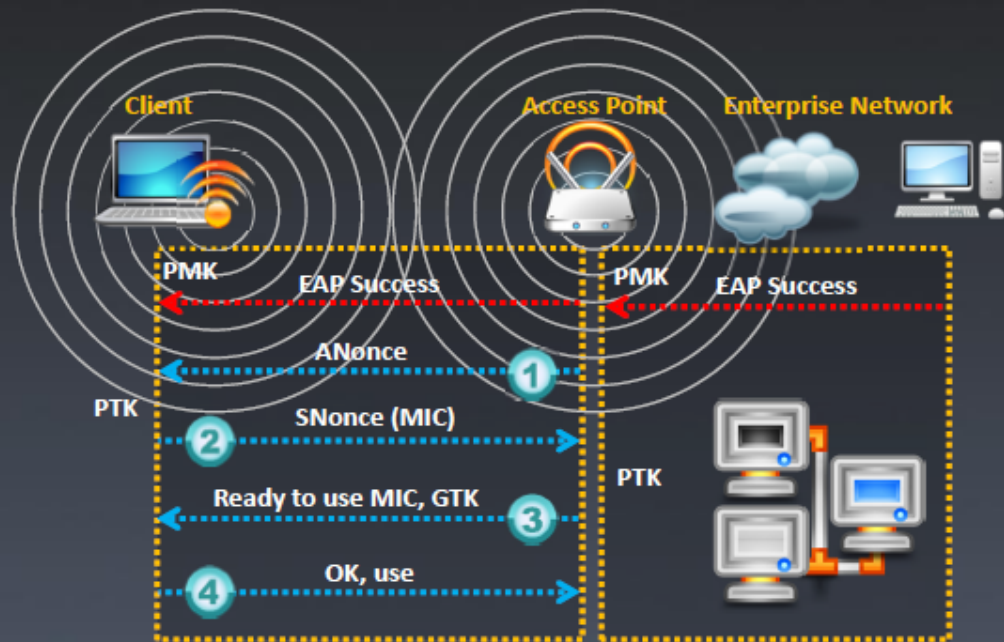 Client
Access Point
Enterprise Network
PMK
EAP Success
PMK
EAP Success
ANonce
1
PTK
2
SNonce (MIC)
PTK
Ready to use MIC, GTK
3
4
OK, use